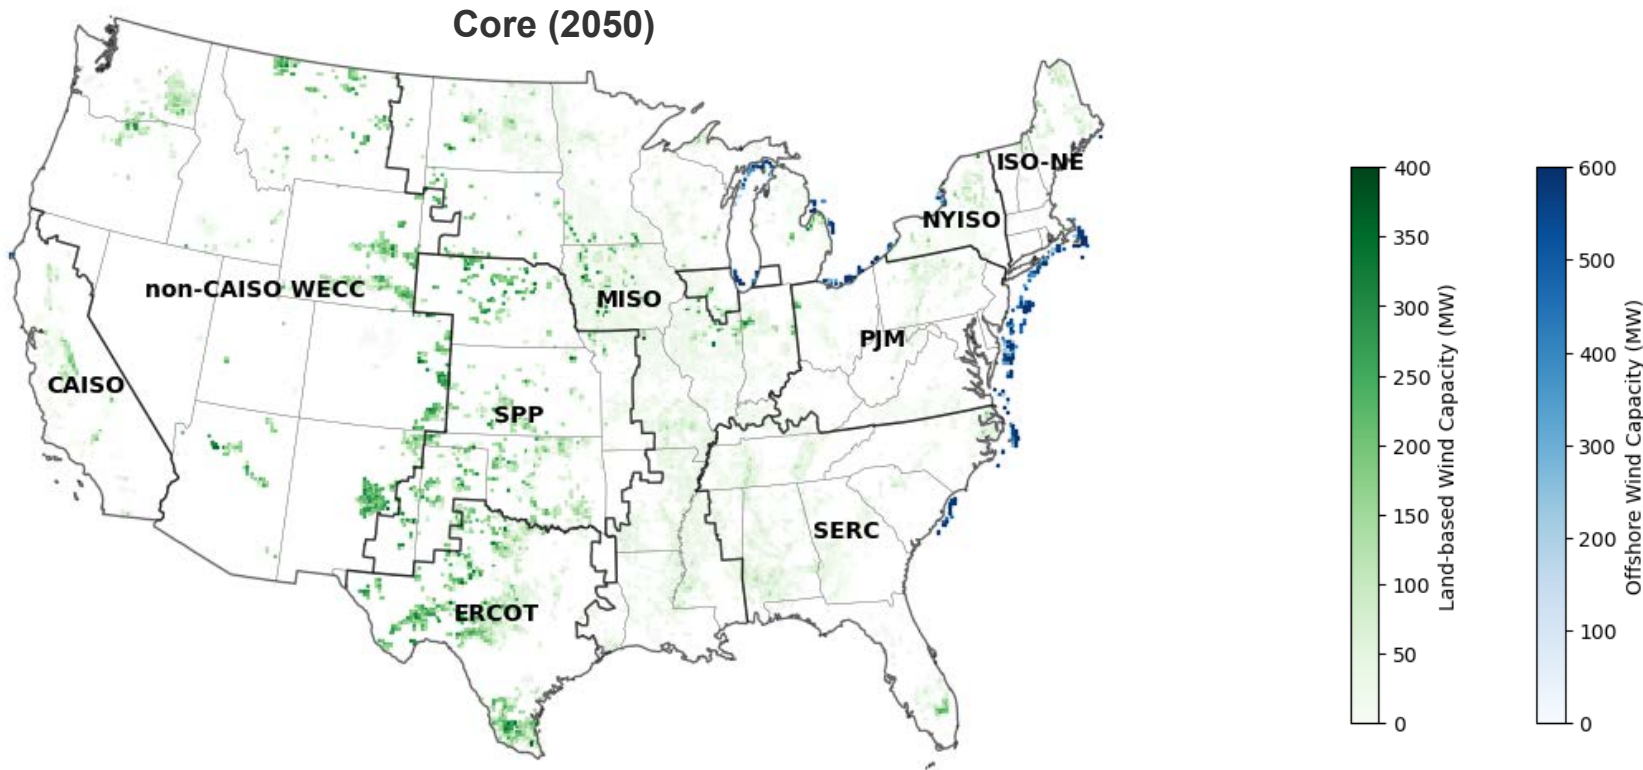 Core (2050)
ISO-NE
NYISO
non-CAISO WECC
MISO
PJM
CAISO
SPP
SERC
ERCOT
400
350
300
250
200
150
100
50
0
Land-based Wind Capacity (MW)
600
500
400
300
200
100
0
Offshore Wind Capacity (MW)